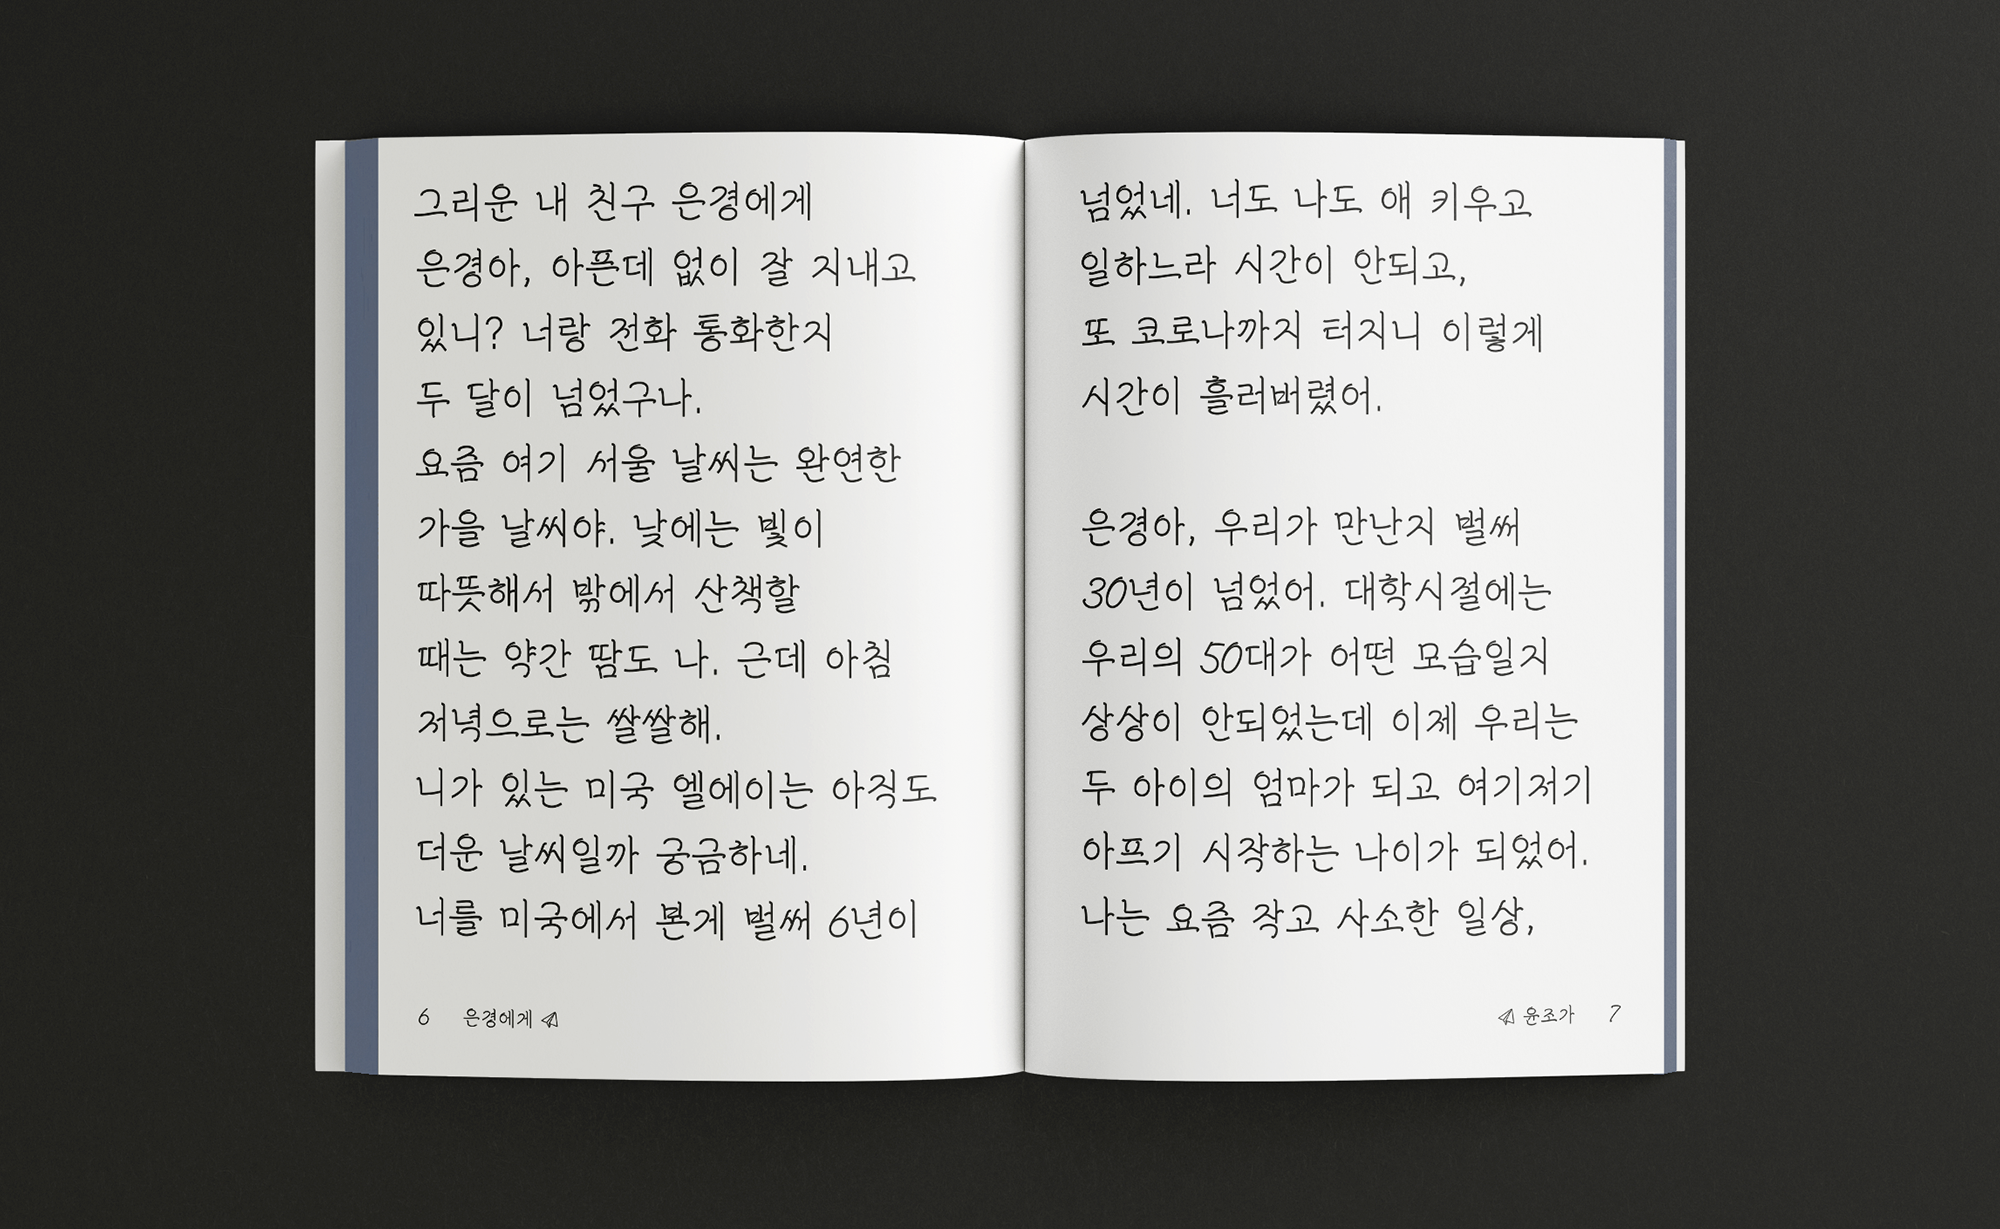 그리운 내 친구 은경에게
은경아, 아픈데 없이 잘 지내고
있니? 너랑 전화 통화한지
두 달이 넘었구나.
요즘 여기 서울 날씨는 완연한
가을 날씨야. 낮에는 빛이
따뜻해서 밖에서 산책할
때는 약간 땀도 나. 근데 아침
저녁으로는 쌀쌀해.
니가 있는 미국 엘에이는 아직도
더운 날씨일까 궁금하네.
너를 미국에서 본게 벌써 6년이
6 은경에게
넘었네. 너도 나도 애 키우고
일하느라 시간이 안되고,
또 코로나까지 터지니 이렇게
시간이 흘러버렸어.
은경아, 우리가 만난지 벌써
30년이 넘었어. 대학시절에는
우리의 50대가 어떤 모습일지
상상이 안되었는데 이제 우리는
두 아이의 엄마가 되고 여기저기
아프기 시작하는 나이가 되었어.
나는 요즘 작고 사소한 일상,
윤조가 7